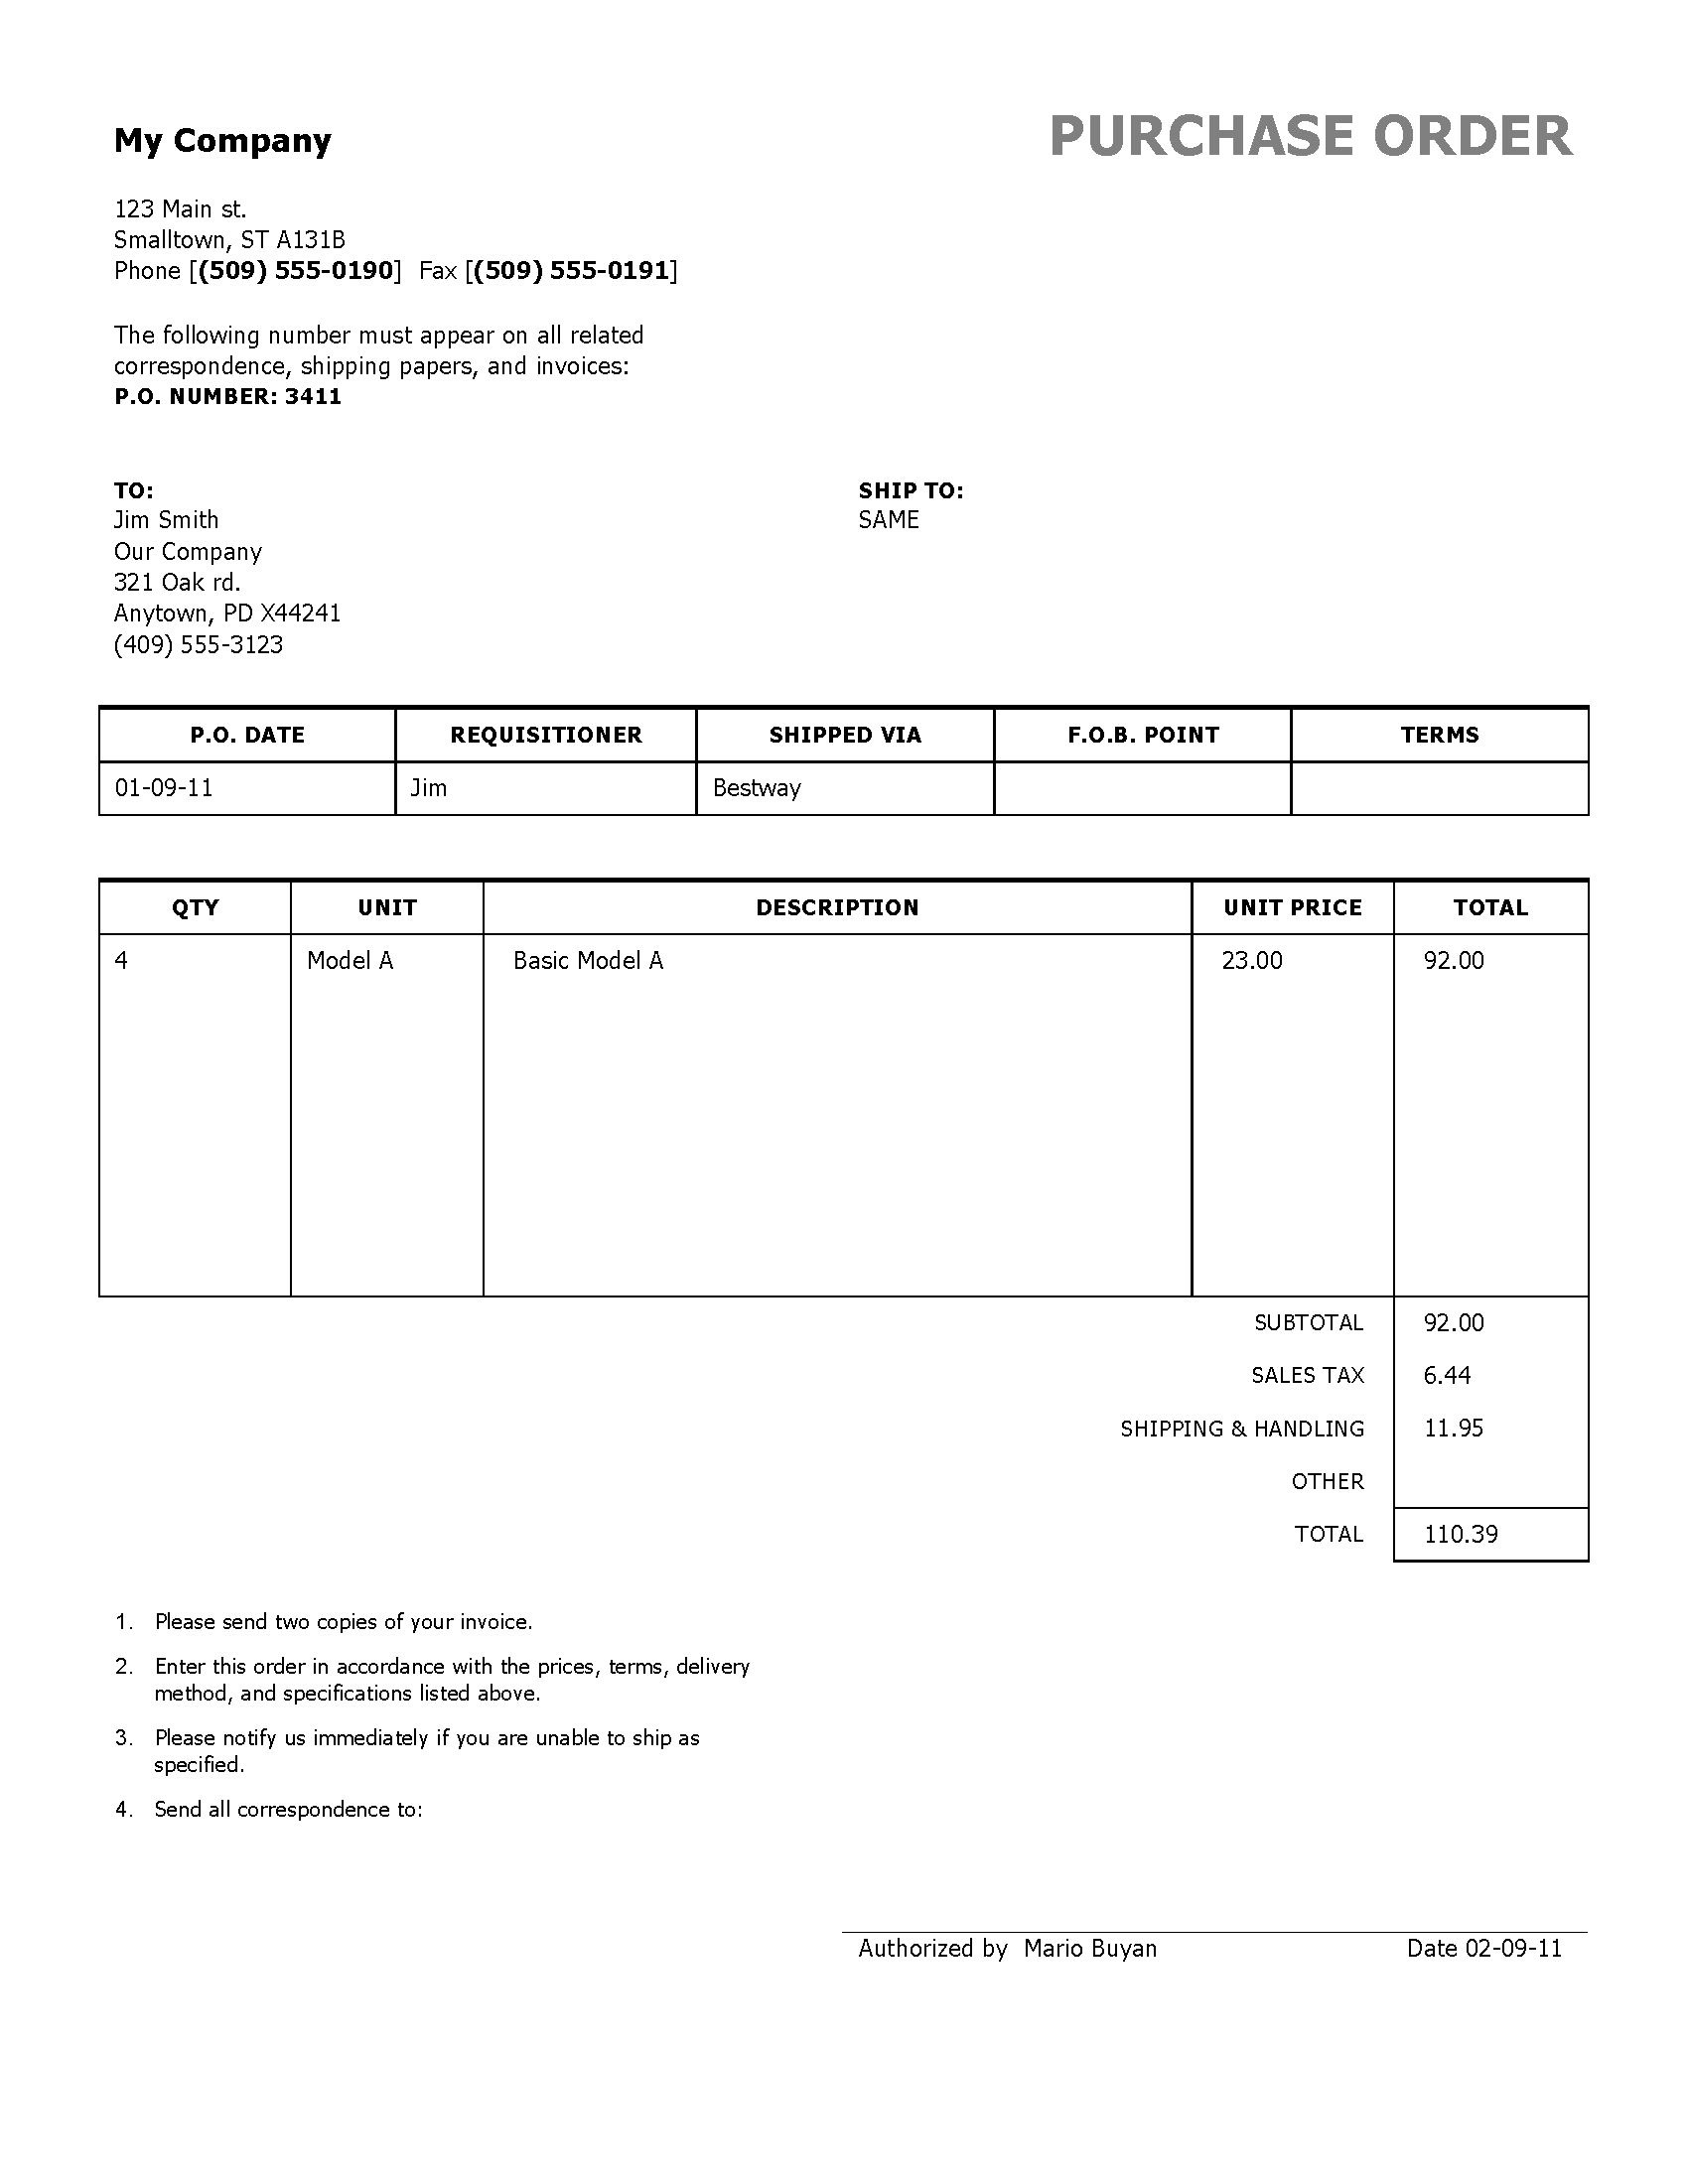 My Company
PURCHASE ORDER
123 Main st.
Smalltown, ST A131B
Phone [(509) 555-0190]  Fax [(509) 555-0191]
The following number must appear on all related
correspondence, shipping papers, and invoices:
P.O. NUMBER: 3411
TO:
Jim Smith
Our Company
321 Oak rd.
Anytown, PD X44241
(409) 555-3123
SHIP TO:
SAME
P.O. DATE REQUISITIONER SHIPPED VIA F.O.B. POINT TERMS
01-09-11 Jim Bestway
QTY UNIT DESCRIPTION UNIT PRICE TOTAL
4 Model A Basic Model A 23.00 92.00
SUBTOTAL 92.00
SALES TAX 6.44
SHIPPING & HANDLING 11.95
OTHER
TOTAL 110.39
1. Please send two copies of your invoice.
2. Enter this order in accordance with the prices, terms, delivery
method, and specifications listed above.
3. Please notify us immediately if you are unable to ship as
specified.
4. Send all correspondence to:
Authorized by  Mario Buyan Date 02-09-11